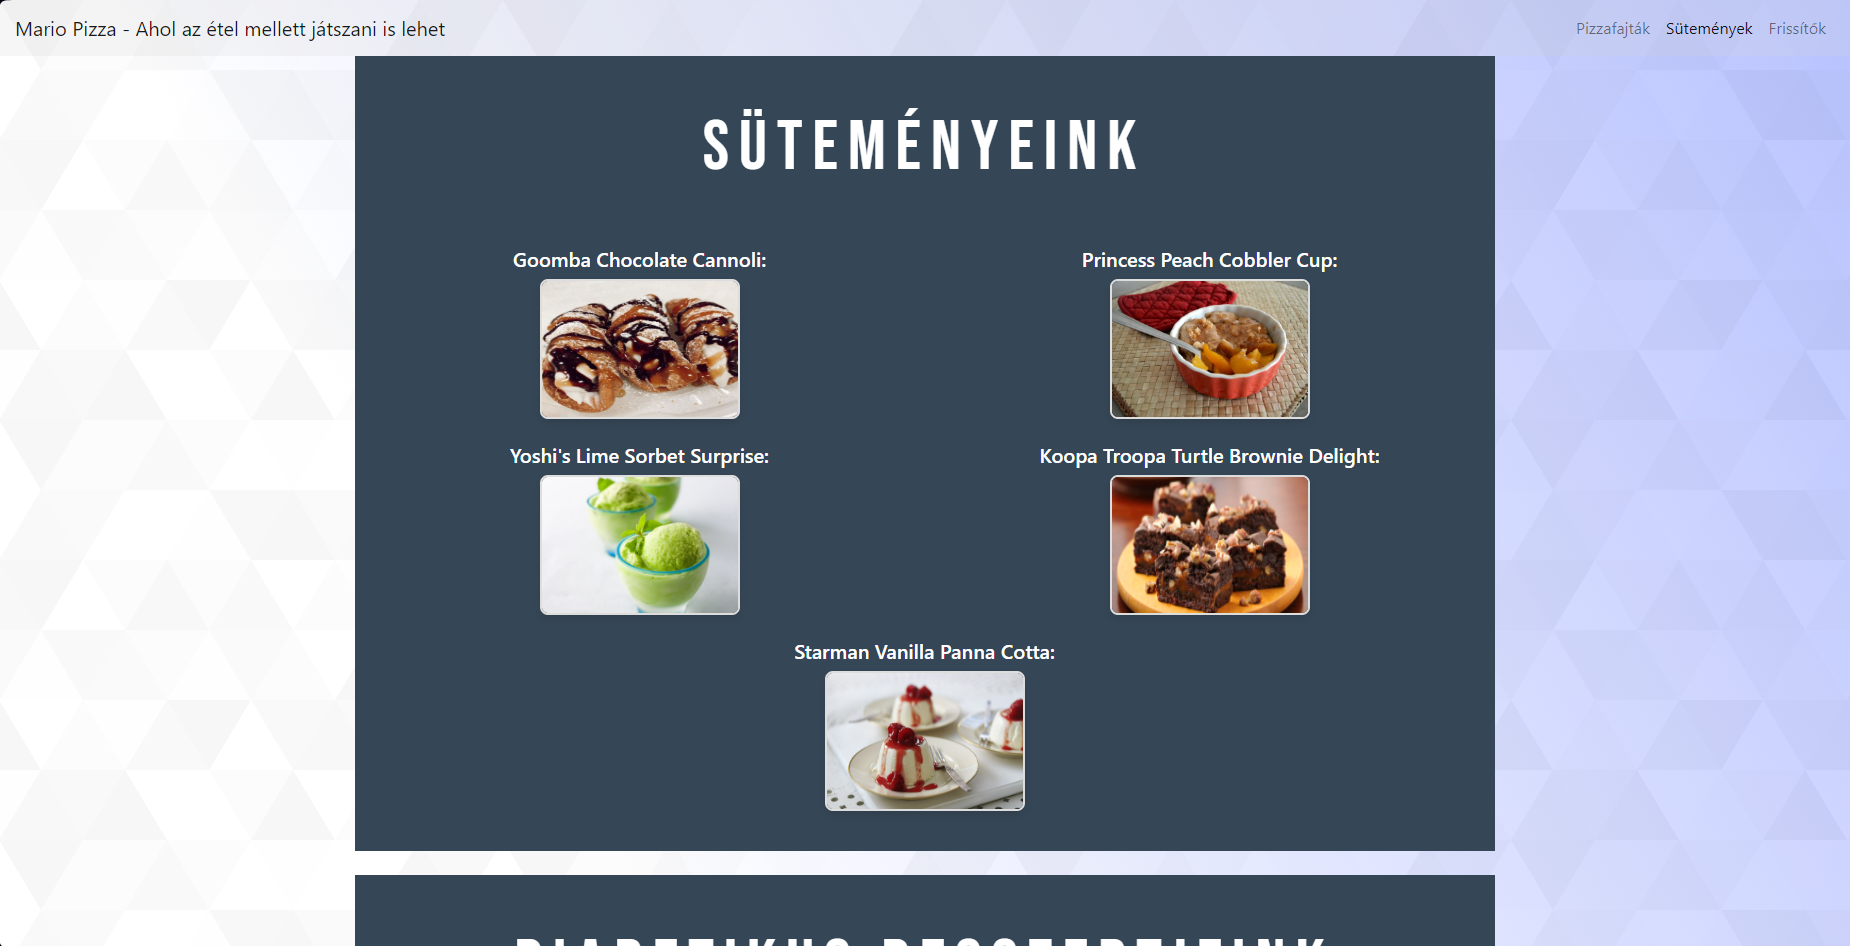 Mario Pizza - Ahol az étel mellett játszani is lehet
Pizzafajták Sütemények Frissítők
SÜTEMÉNYEINK
Goomba Chocolate Cannoli:
Princess Peach Cobbler Cup:
Yoshi's Lime Sorbet Surprise:
Koopa Troopa Turtle Brownie Delight:
Starman Vanilla Panna Cotta: